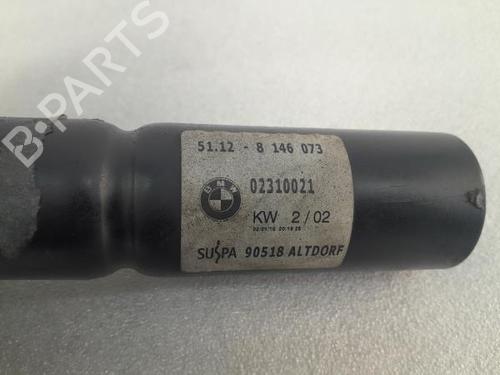 B-PARTS
51.12 - 8 146 073
BMW
02310021
KW 2/02
SUSPA 90518 ALTDORF